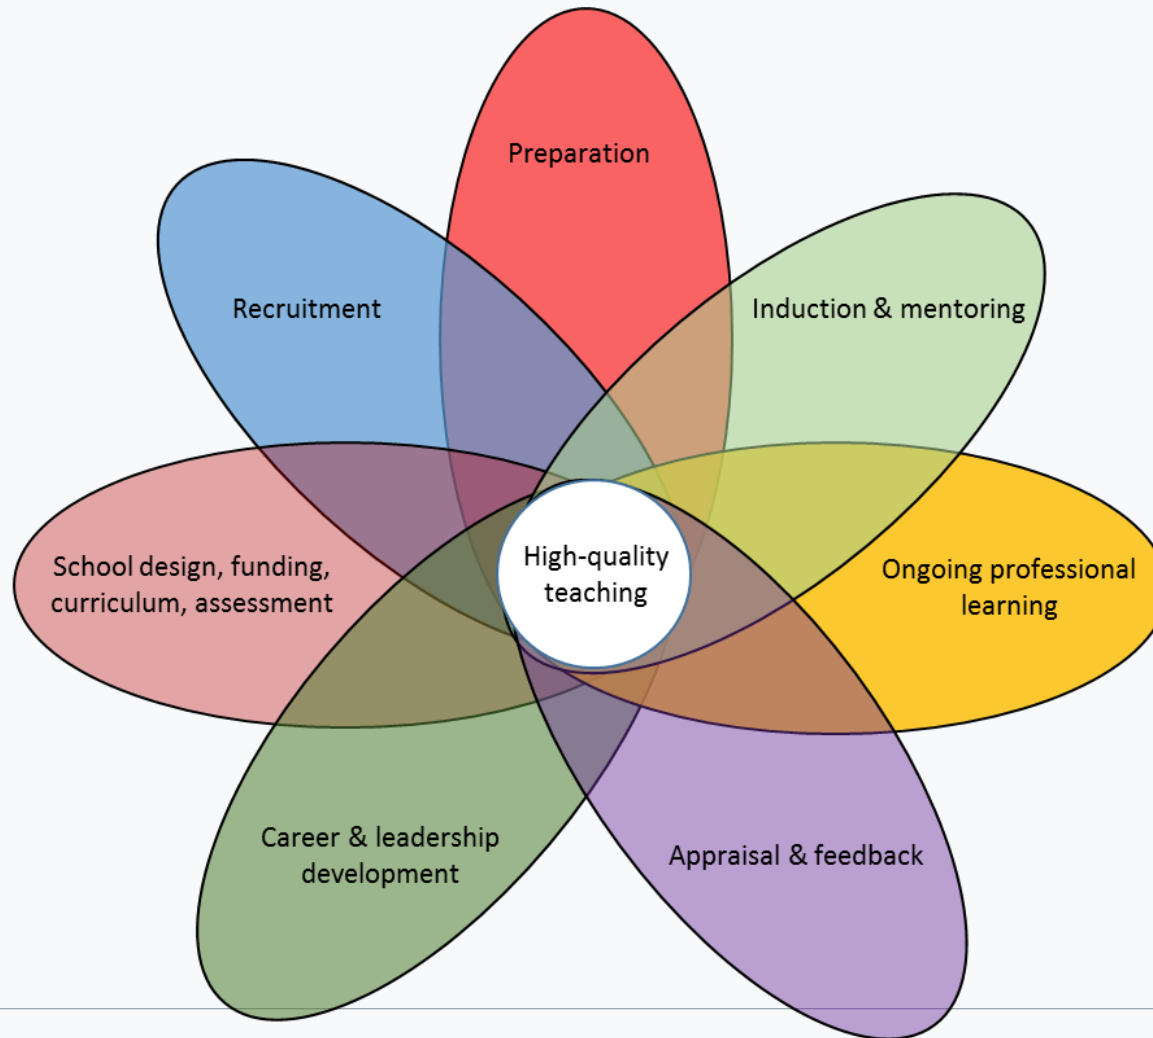 Preparation
Recruitment
Induction & mentoring
School design, funding,
curriculum, assessment
High-quality
teaching
Ongoing professional
learning
Career & leadership
development
Appraisal & feedback